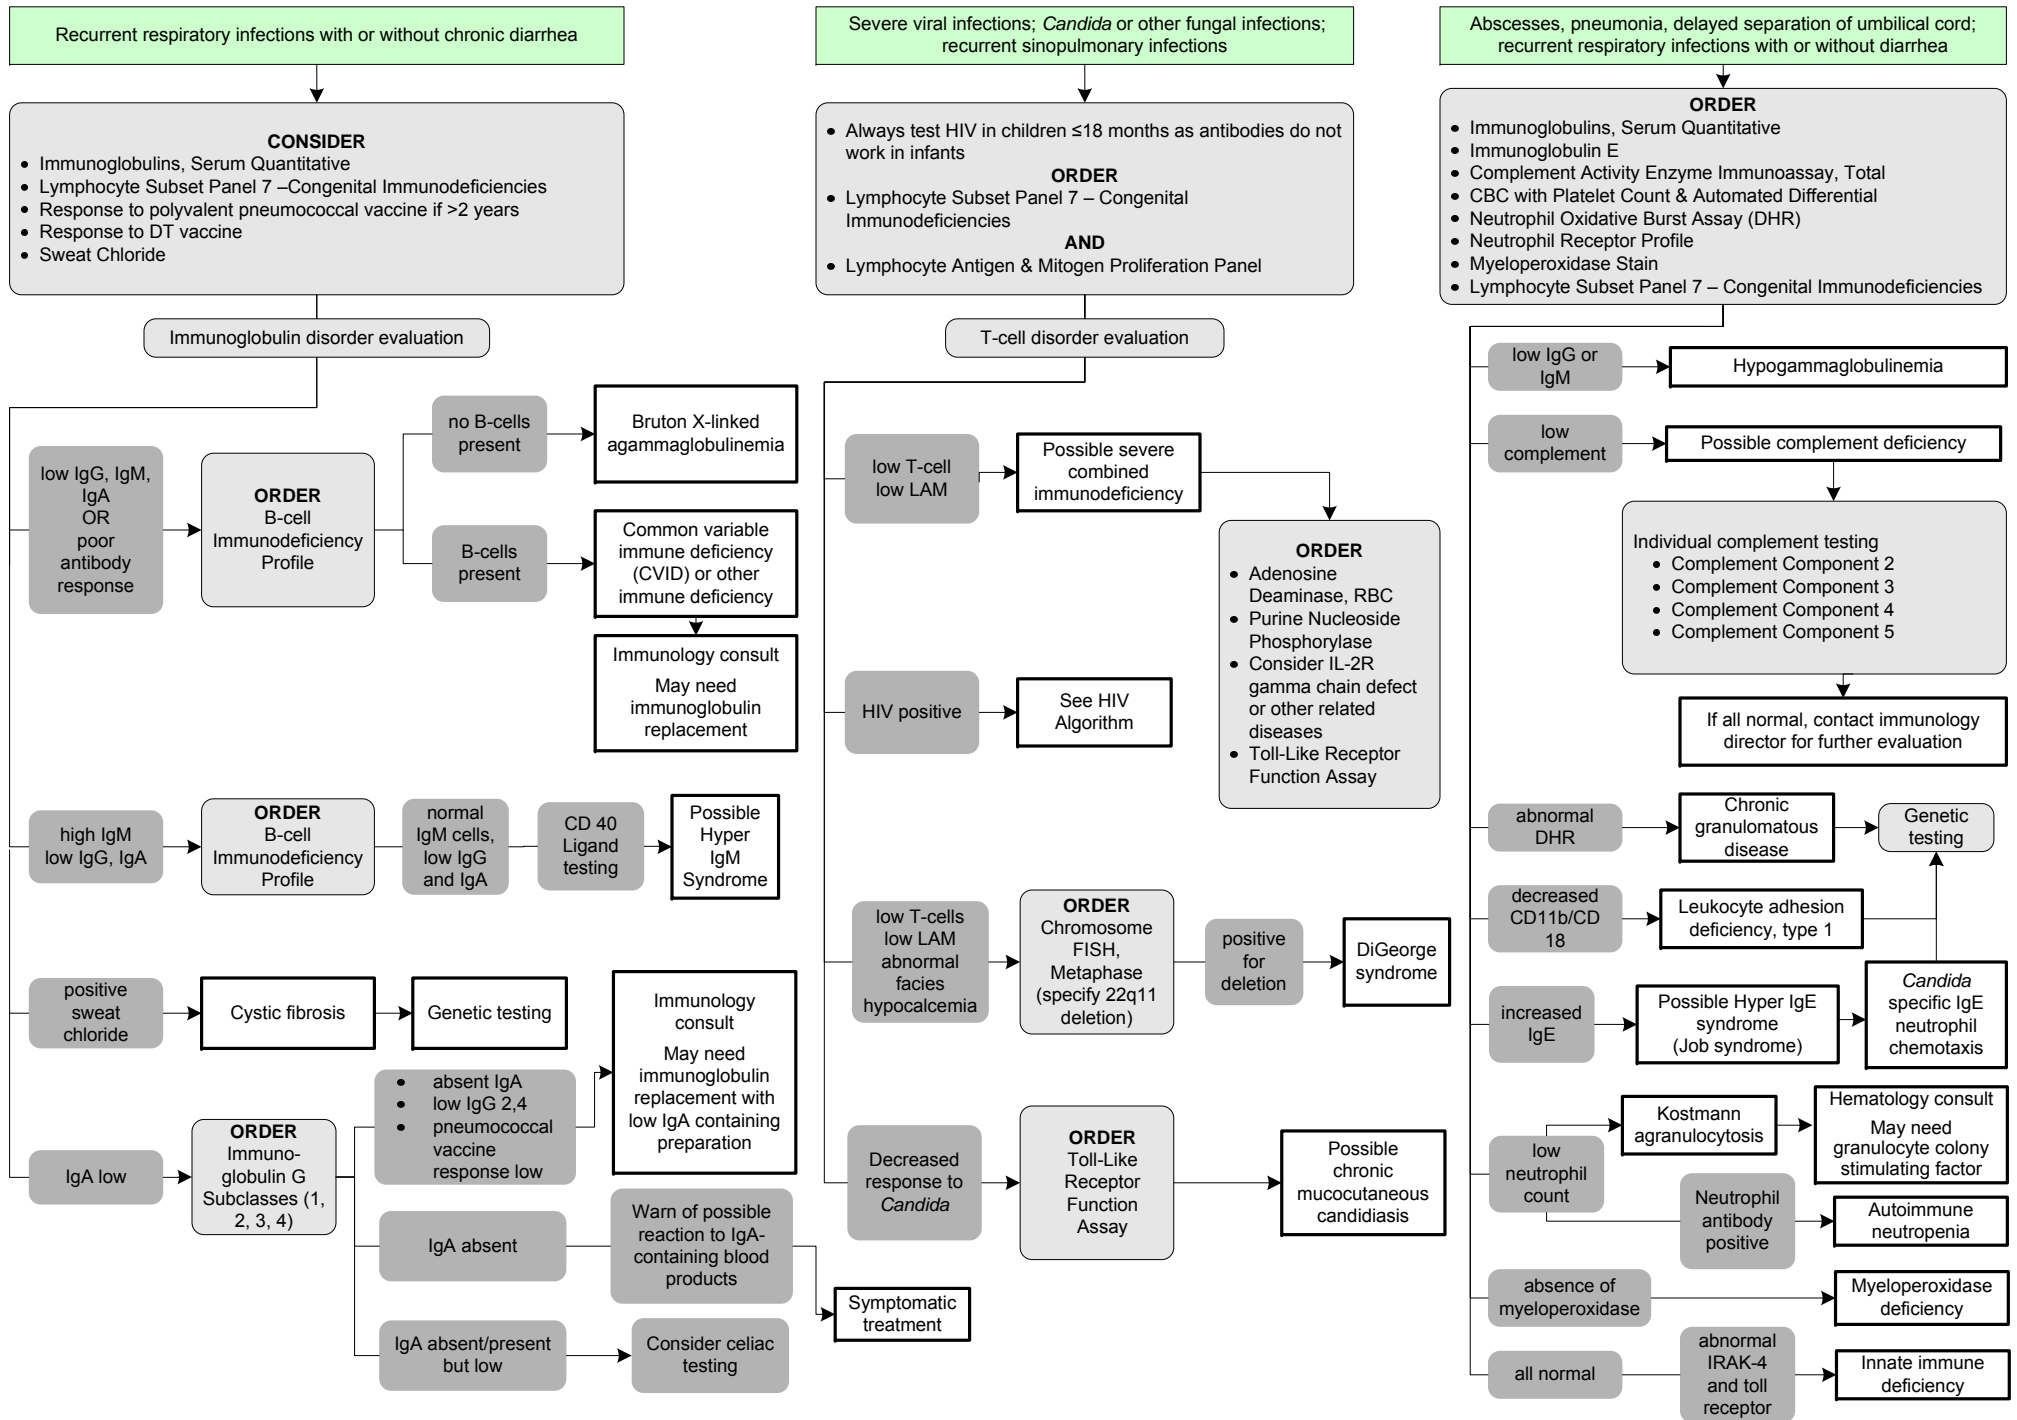 Recurrent respiratory infections with or without chronic diarrhea
CONSIDER
• Immunoglobulins, Serum Quantitative
• Lymphocyte Subset Panel 7 –Congenital Immunodeficiencies
• Response to polyvalent pneumococcal vaccine if >2 years
• Response to DT vaccine
• Sweat Chloride
Immunoglobulin disorder evaluation
low IgG, IgM,
IgA
OR
poor
antibody
response
ORDER
B-cell
Immunodeficiency
Profile
no B-cells
present
Bruton X-linked
agammaglobulinemia
B-cells
present
Common variable
immune deficiency
(CVID) or other
immune deficiency
Immunology consult
May need
immunoglobulin
replacement
high IgM
low IgG, IgA
ORDER
B-cell
Immunodeficiency
Profile
normal
IgM cells,
low IgG
and IgA
CD 40
Ligand
testing
Possible
Hyper
IgM
Syndrome
positive
sweat
chloride
Cystic fibrosis
Genetic testing
IgA low
ORDER
Immuno-
globulin G
Subclasses (1,
2, 3, 4)
• absent IgA
• low IgG 2,4
• pneumococcal
vaccine
response low
Immunology
consult
May need
immunoglobulin
replacement with
low IgA containing
preparation
IgA absent
Warn of possible
reaction to IgA-
containing blood
products
Symptomatic
treatment
IgA absent/present
but low
Consider celiac
testing
Severe viral infections; Candida or other fungal infections;
recurrent sinopulmonary infections
• Always test HIV in children ≤18 months as antibodies do not
work in infants
ORDER
• Lymphocyte Subset Panel 7 – Congenital
Immunodeficiencies
AND
• Lymphocyte Antigen & Mitogen Proliferation Panel
T-cell disorder evaluation
low T-cell
low LAM
Possible severe
combined
immunodeficiency
ORDER
• Adenosine
Deaminase, RBC
• Purine Nucleoside
Phosphorylase
• Consider IL-2R
gamma chain defect
or other related
diseases
• Toll-Like Receptor
Function Assay
HIV positive
See HIV
Algorithm
low T-cells
low LAM
abnormal
facies
hypocalcemia
ORDER
Chromosome
FISH,
Metaphase
(specify 22q11
deletion)
positive
for
deletion
DiGeorge
syndrome
Decreased
response to
Candida
ORDER
Toll-Like
Receptor
Function
Assay
Possible
chronic
mucocutaneous
candidiasis
Abscesses, pneumonia, delayed separation of umbilical cord;
recurrent respiratory infections with or without diarrhea
ORDER
• Immunoglobulins, Serum Quantitative
• Immunoglobulin E
• Complement Activity Enzyme Immunoassay, Total
• CBC with Platelet Count & Automated Differential
• Neutrophil Oxidative Burst Assay (DHR)
• Neutrophil Receptor Profile
• Myeloperoxidase Stain
• Lymphocyte Subset Panel 7 – Congenital Immunodeficiencies
low IgG or
IgM
Hypogammaglobulinemia
low
complement
Possible complement deficiency
Individual complement testing
• Complement Component 2
• Complement Component 3
• Complement Component 4
• Complement Component 5
If all normal, contact immunology
director for further evaluation
abnormal
DHR
Chronic
granulomatous
disease
Genetic
testing
decreased
CD11b/CD
18
Leukocyte adhesion
deficiency, type 1
increased
IgE
Possible Hyper IgE
syndrome
(Job syndrome)
Candida
specific IgE
neutrophil
chemotaxis
low
neutrophil
count
Kostmann
agranulocytosis
Hematology consult
May need
granulocyte colony
stimulating factor
Neutrophil
antibody
positive
Autoimmune
neutropenia
absence of
myeloperoxidase
Myeloperoxidase
deficiency
all normal
abnormal
IRAK-4
and toll
receptor
Innate immune
deficiency